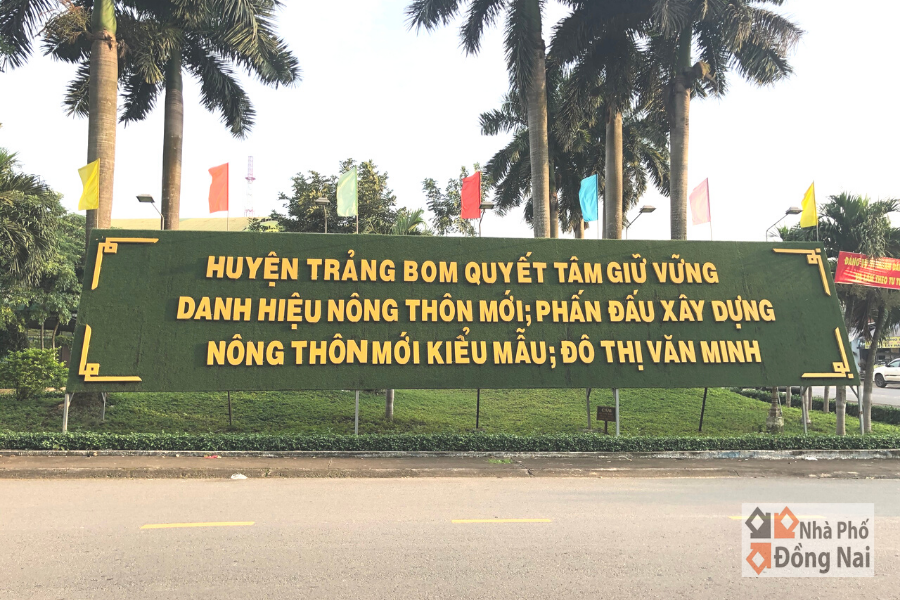 HUYỆN TRẢNG BOM QUYẾT TÂM GIỮ VỮNG
DANH HIỆU NÔNG THÔN MỚI; PHẤN ĐẤU XÂY DỰNG
NÔNG THÔN MỚI KIỂU MẪU; ĐÔ THỊ VĂN MINH
Nhà Phố
Đồng Nai